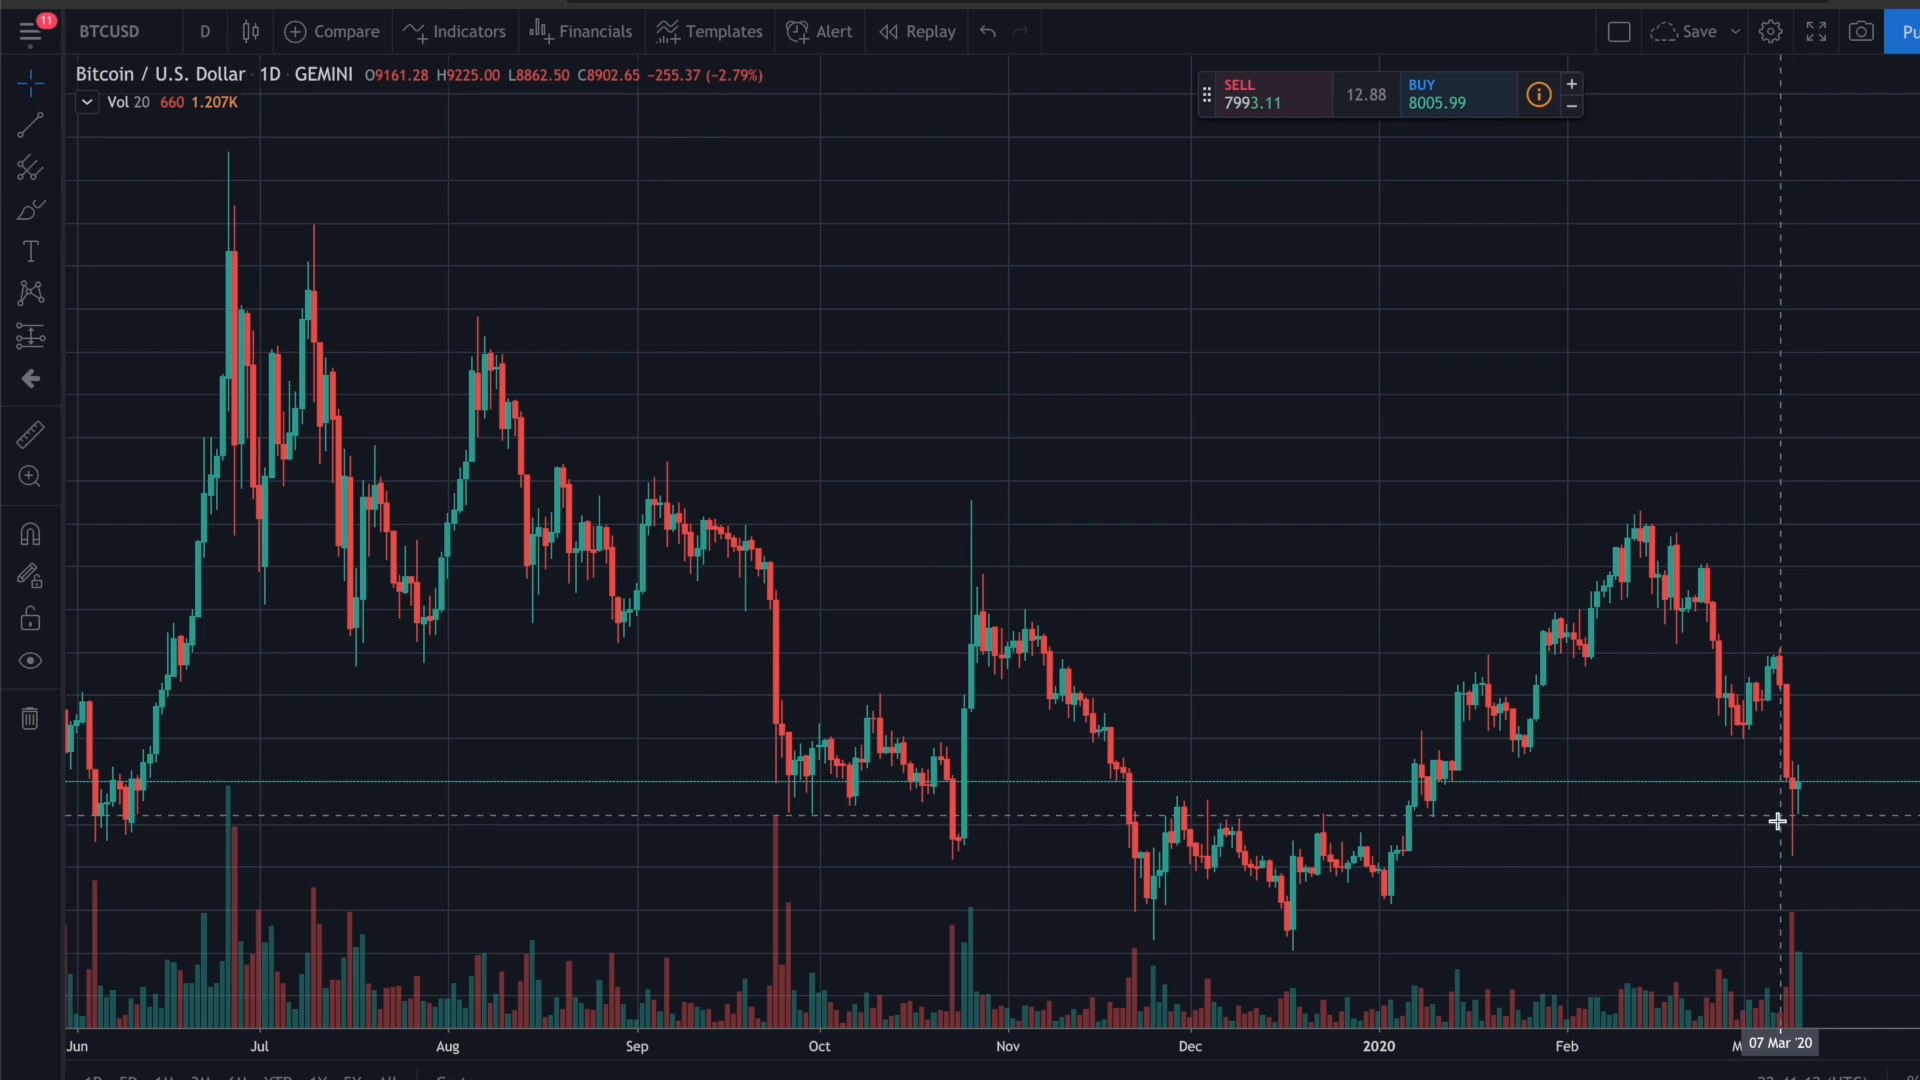 11
BTCUSD D Compare Indicators Financials Templates Alert Replay Save Pu
Bitcoin / U.S. Dollar · 1D · GEMINI O9161.28 H9225.00 L8862.50 C8902.65 −255.37 (−2.79%)
Vol 20 660 1.207K
SELL
7993.11
12.88
BUY
8005.99
Jun Jul Aug Sep Oct Nov Dec 2020 Feb M 07 Mar '20